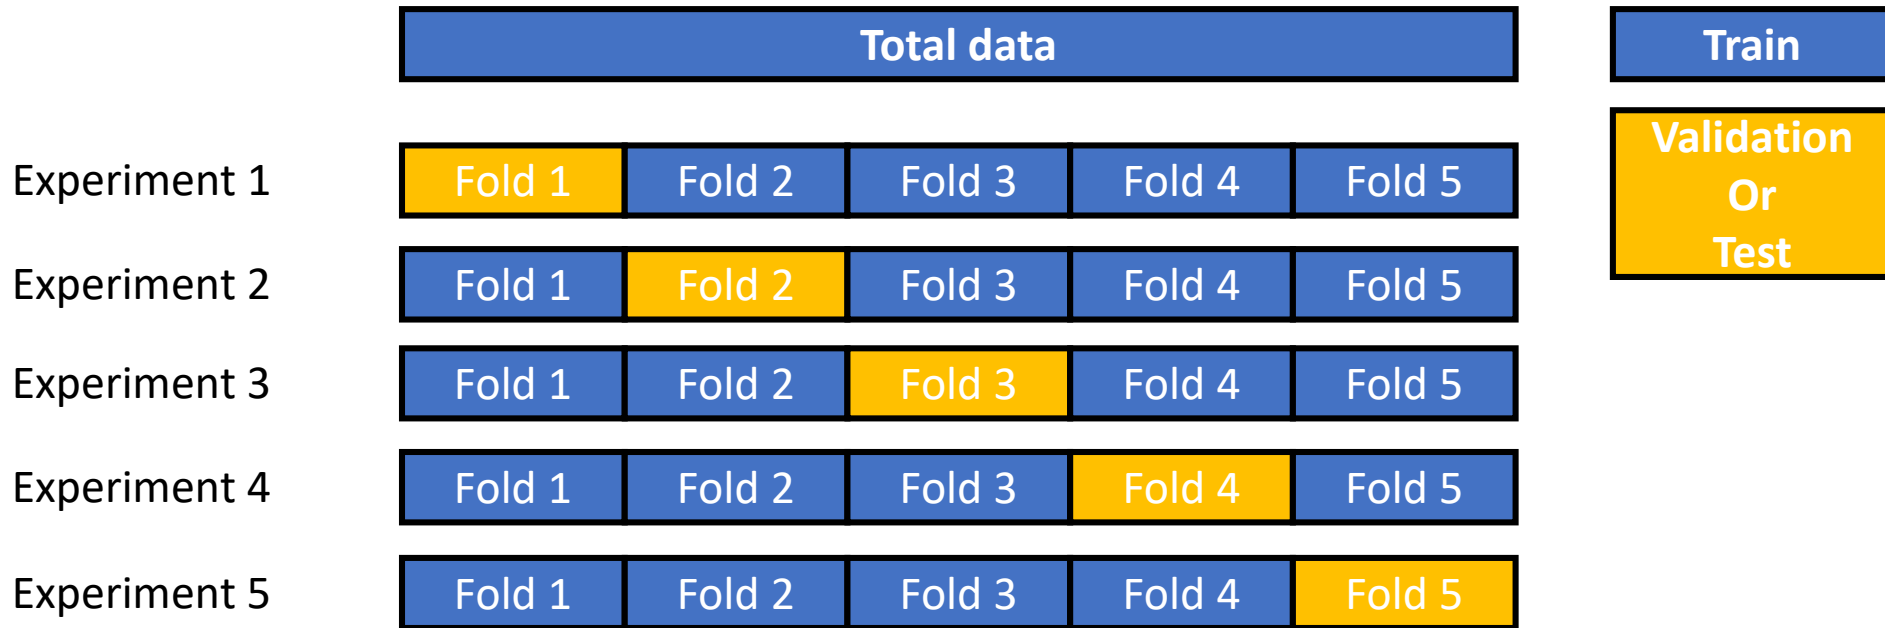 Total data
Train
Validation
Or
Test
Experiment 1
Fold 1 Fold 2 Fold 3 Fold 4 Fold 5
Experiment 2
Fold 1 Fold 2 Fold 3 Fold 4 Fold 5
Experiment 3
Fold 1 Fold 2 Fold 3 Fold 4 Fold 5
Experiment 4
Fold 1 Fold 2 Fold 3 Fold 4 Fold 5
Experiment 5
Fold 1 Fold 2 Fold 3 Fold 4 Fold 5